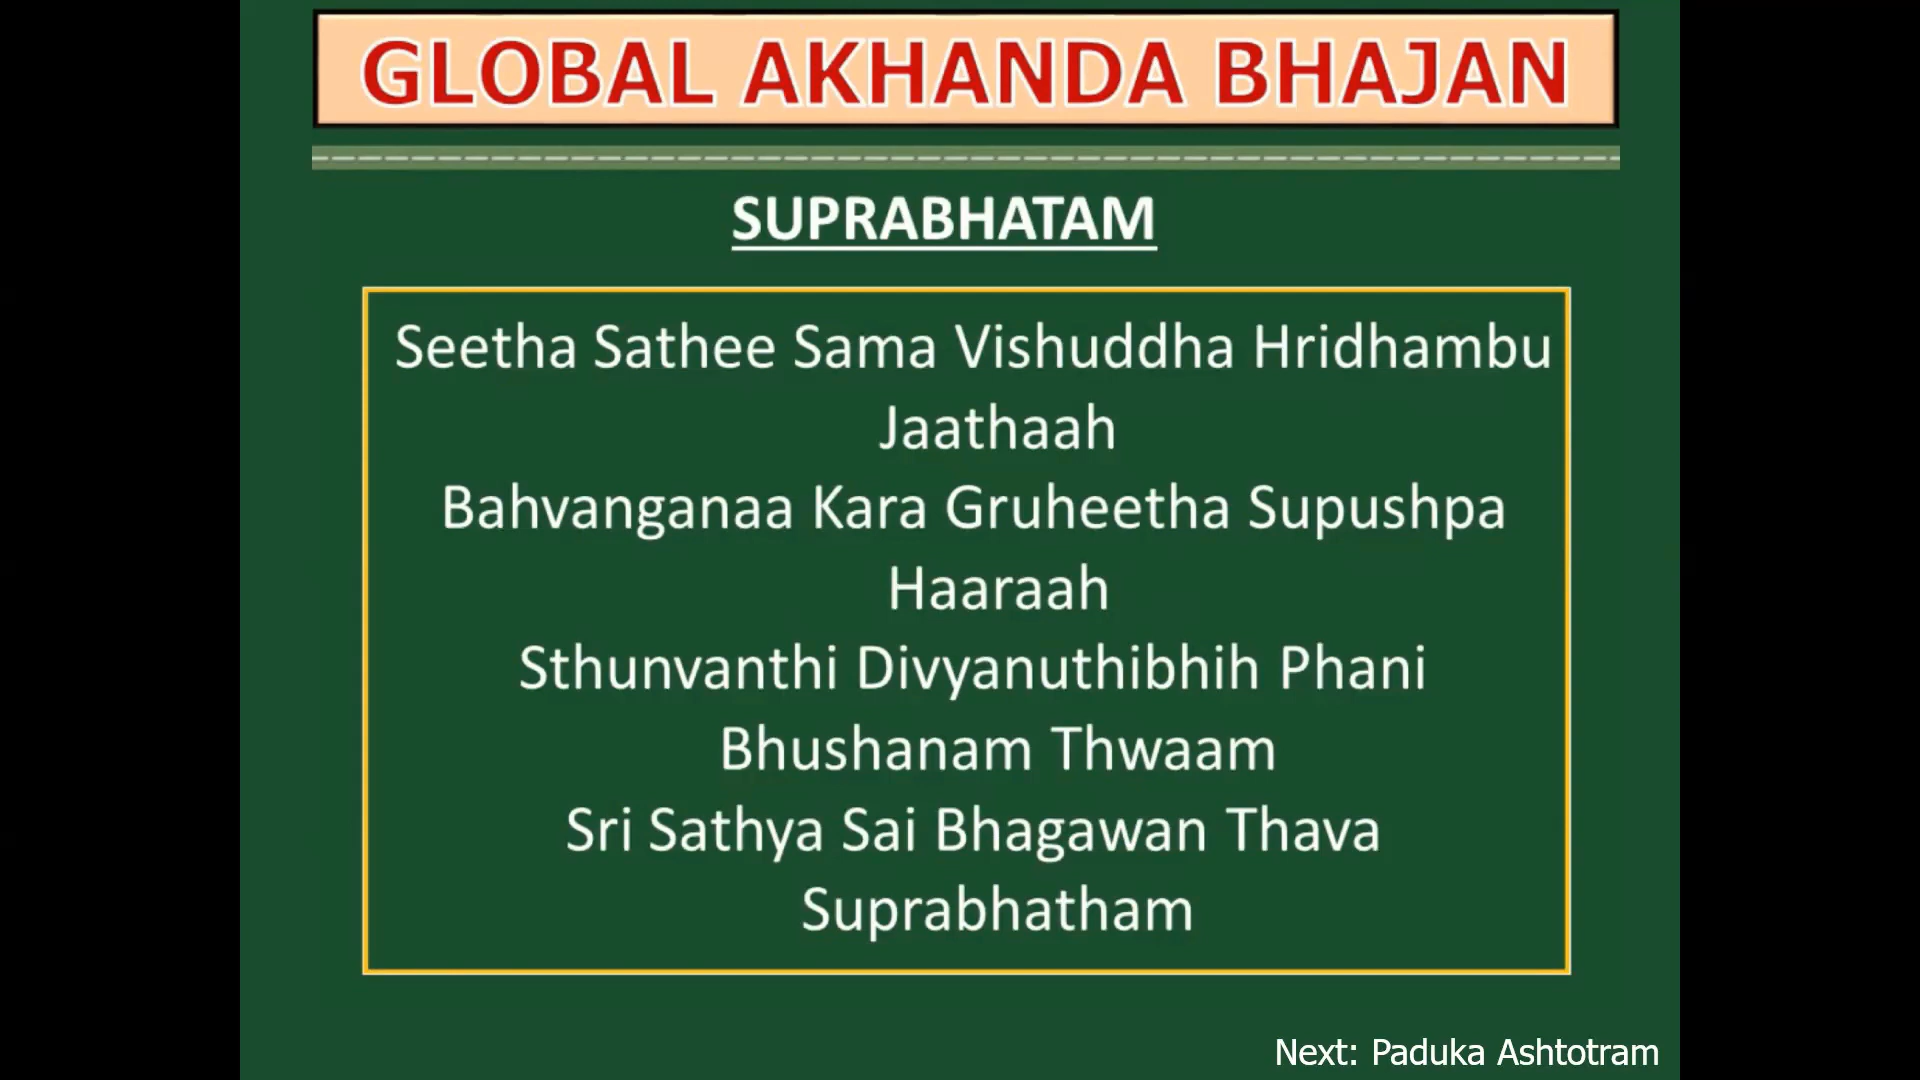 GLOBAL AKHANDA BHAJAN
SUPRABHATAM
Seetha Sathee Sama Vishuddha Hridhambu
Jaathaah
Bahvanganaa Kara Gruheetha Supushpa
Haaraah
Sthunvanthi Divyanuthibhih Phani
Bhushanam Thwaam
Sri Sathya Sai Bhagawan Thava
Suprabhatham
Next: Paduka Ashtotram